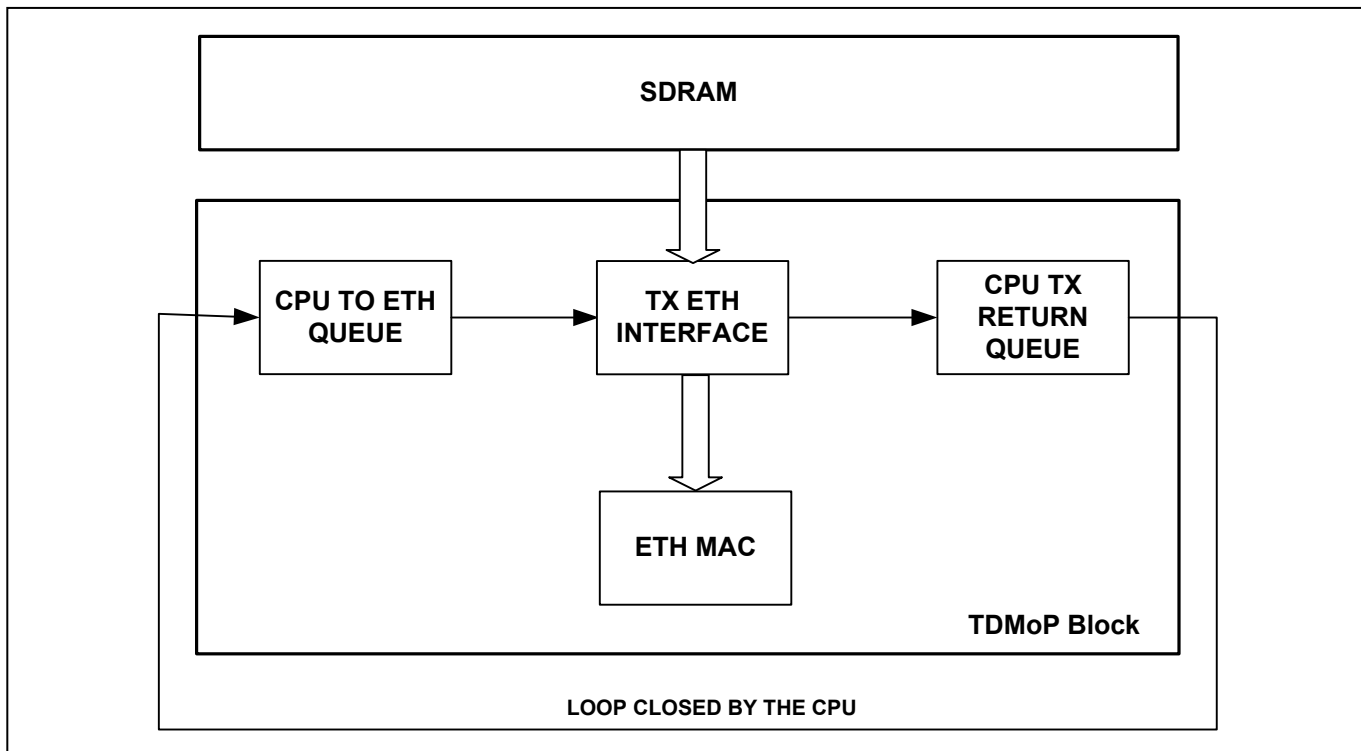 SDRAM
CPU TO ETH
QUEUE
TX ETH
INTERFACE
CPU TX
RETURN
QUEUE
ETH MAC
TDMoP Block
LOOP CLOSED BY THE CPU